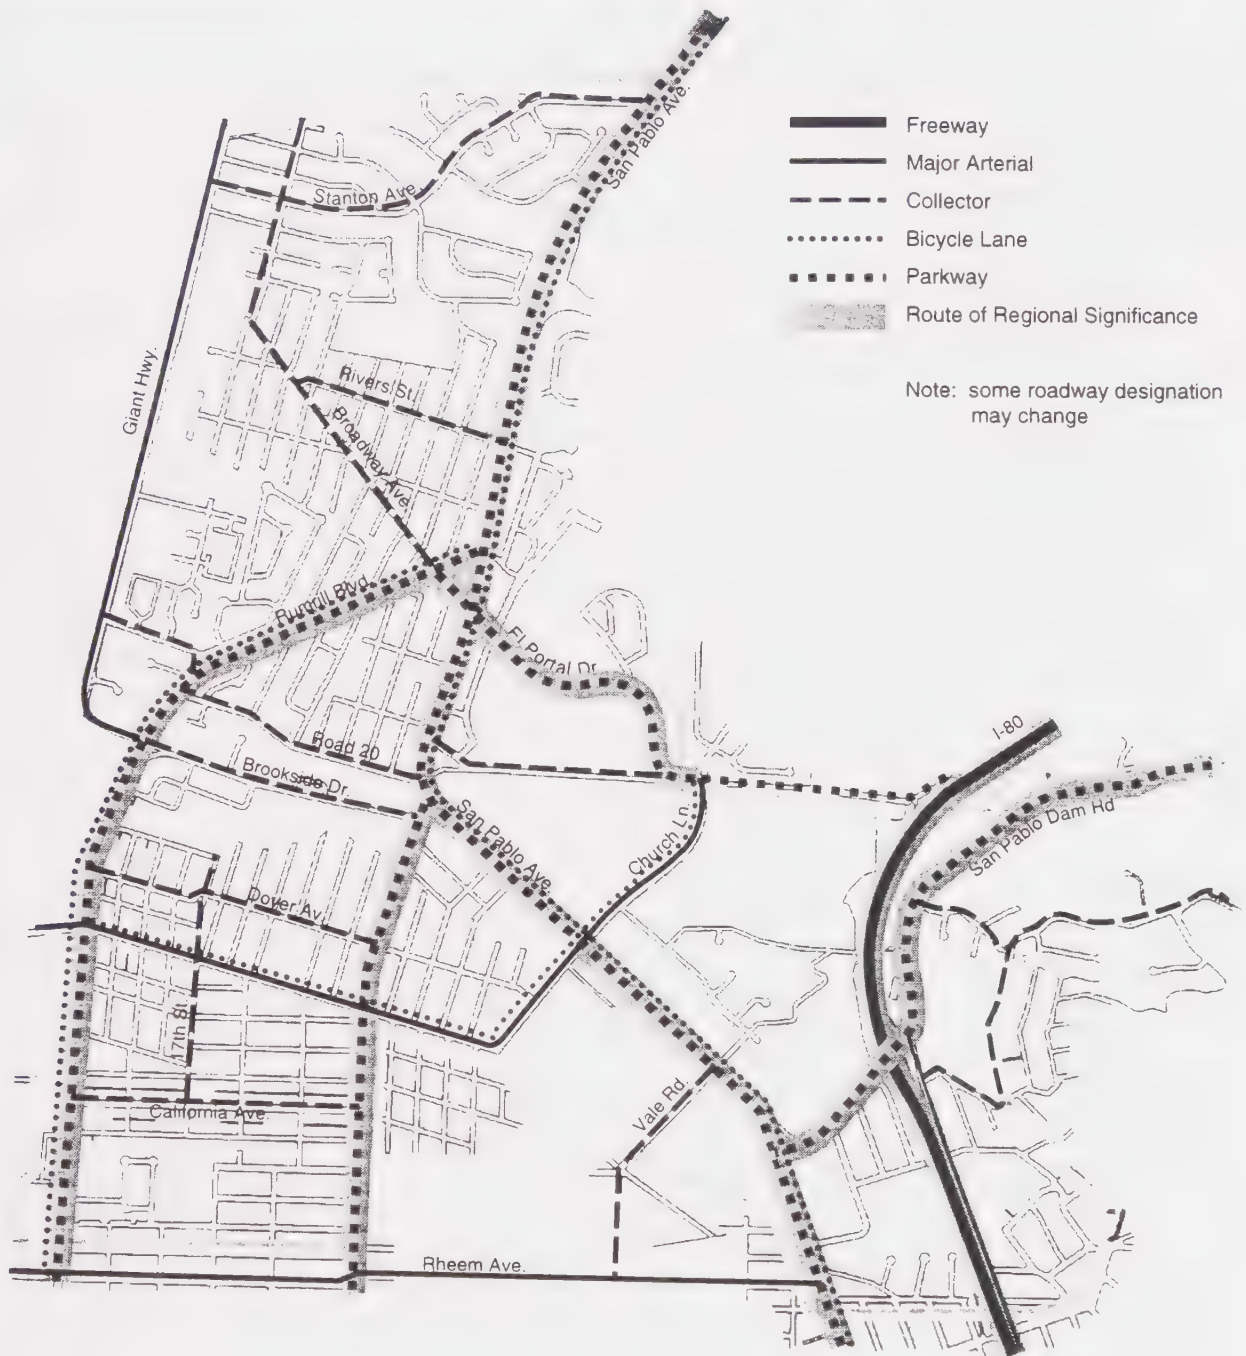 San Pablo Ave.
Freeway
Major Arterial
Collector
Bicycle Lane
Parkway
Route of Regional Significance
Note: some roadway designation
may change
Stanton Ave.
Giant Hwy.
Rivers St.
Broadway Ave.
Rumrill Blvd.
El Portal Dr.
Road 20
Brookside Dr.
I-80
San Pablo Dam Rd
San Pablo Ave.
Church Ln.
Dover Av.
17th St.
California Ave.
Vale Rd.
Rheem Ave.